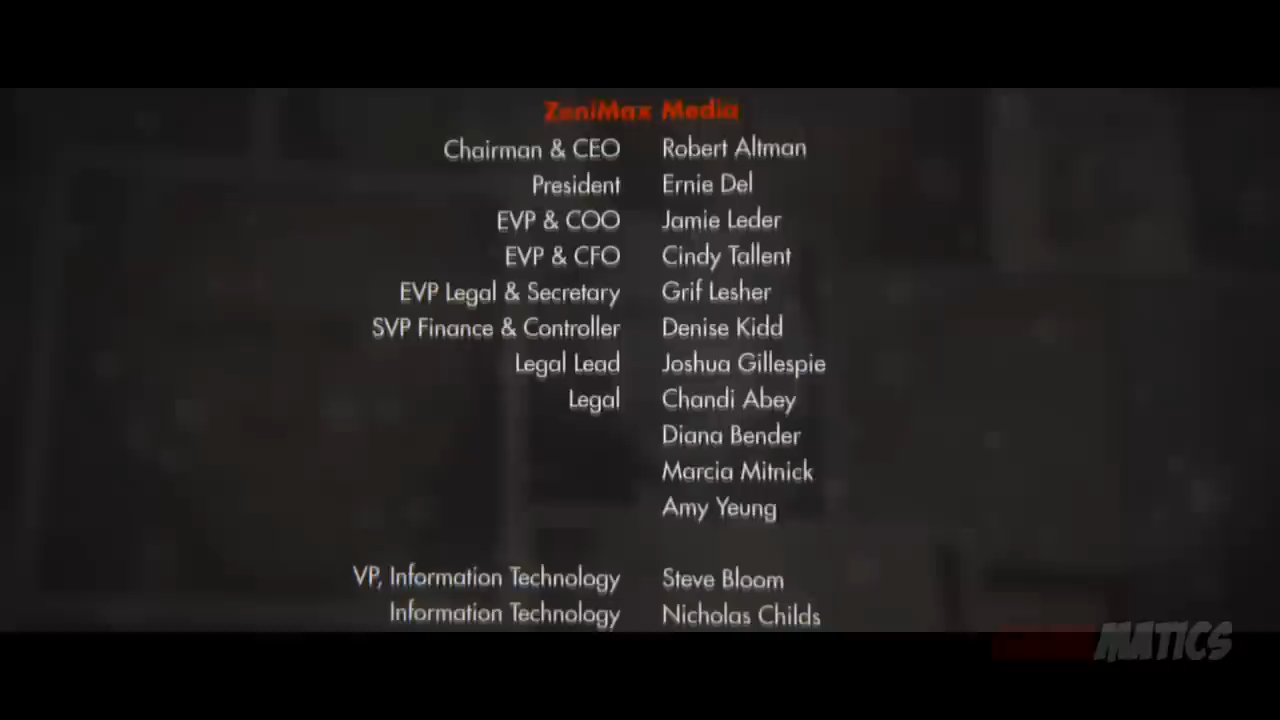 ZeniMax Media
Chairman & CEO Robert Altman
President Ernie Del
EVP & COO Jamie Leder
EVP & CFO Cindy Tallent
EVP Legal & Secretary Grif Lesher
SVP Finance & Controller Denise Kidd
Legal Lead Joshua Gillespie
Legal Chandi Abey
Diana Bender
Marcia Mitnick
Amy Yeung
VP, Information Technology Steve Bloom
Information Technology Nicholas Childs
MATICS